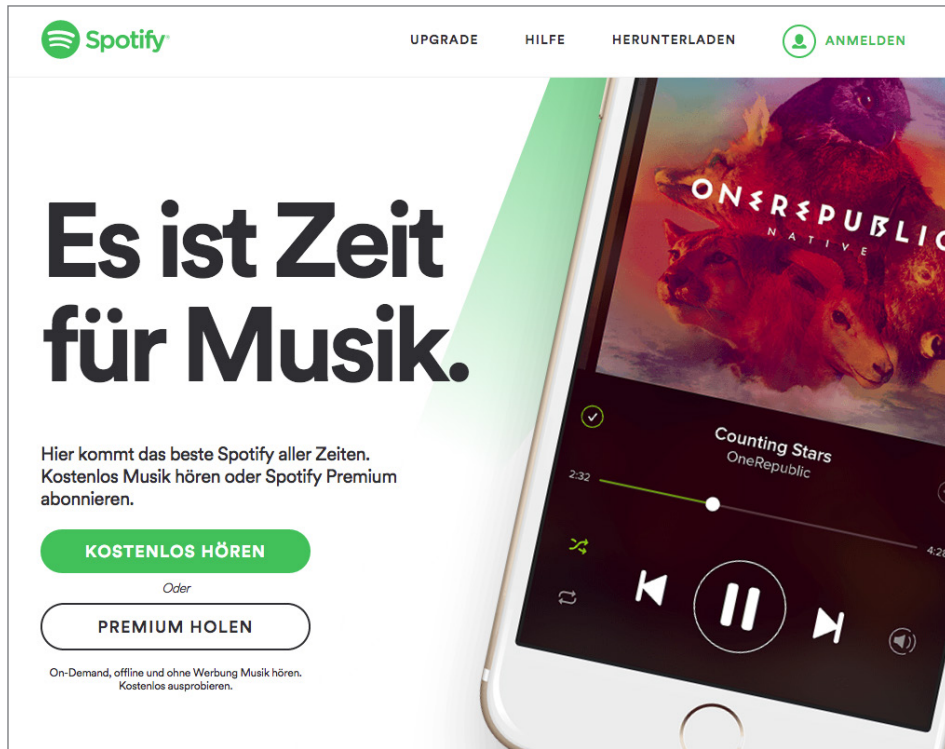 Spotify®
UPGRADE
HILFE
HERUNTERLADEN
ANMELDEN
Es ist Zeit
für Musik.
Hier kommt das beste Spotify aller Zeiten.
Kostenlos Musik hören oder Spotify Premium
abonnieren.
KOSTENLOS HÖREN
Oder
PREMIUM HOLEN
On-Demand, offline und ohne Werbung Musik hören.
Kostenlos ausprobieren.
ONEREPUBLIC
NATIVE
Counting Stars
OneRepublic
2:32
4:28